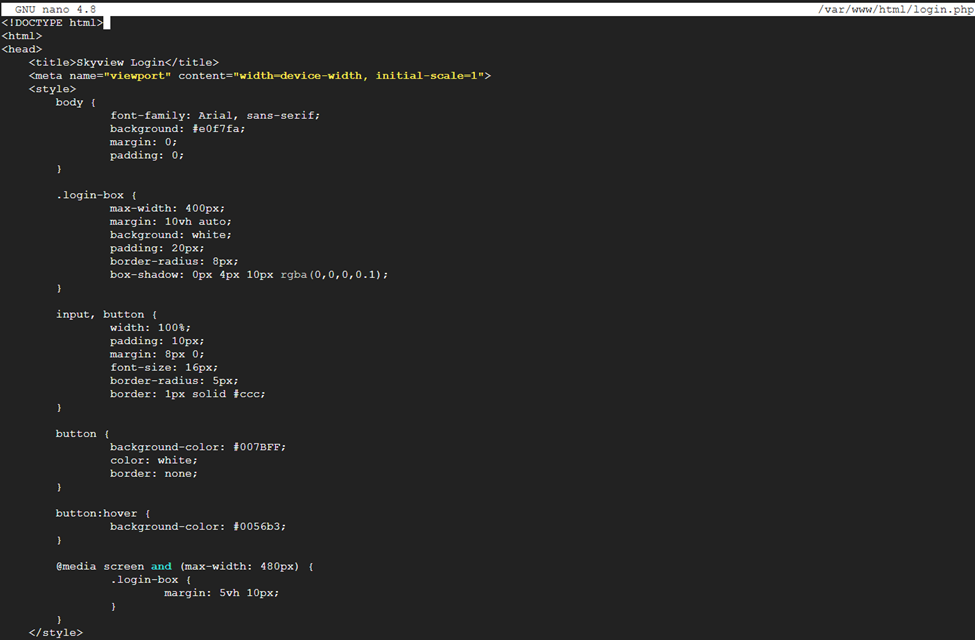 GNU nano 4.8 /var/www/html/login.php
<!DOCTYPE html>
<html>
<head>
    <title>Skyview Login</title>
    <meta name="viewport" content="width=device-width, initial-scale=1">
    <style>
        body {
                font-family: Arial, sans-serif;
                background: #e0f7fa;
                margin: 0;
                padding: 0;
        }

        .login-box {
                max-width: 400px;
                margin: 10vh auto;
                background: white;
                padding: 20px;
                border-radius: 8px;
                box-shadow: 0px 4px 10px rgba(0,0,0,0.1);
        }

        input, button {
                width: 100%;
                padding: 10px;
                margin: 8px 0;
                font-size: 16px;
                border-radius: 5px;
                border: 1px solid #ccc;
        }

        button {
                background-color: #007BFF;
                color: white;
                border: none;
        }

        button:hover {
                background-color: #0056b3;
        }

        @media screen and (max-width: 480px) {
                .login-box {
                        margin: 5vh 10px;
                }
        }
    </style>